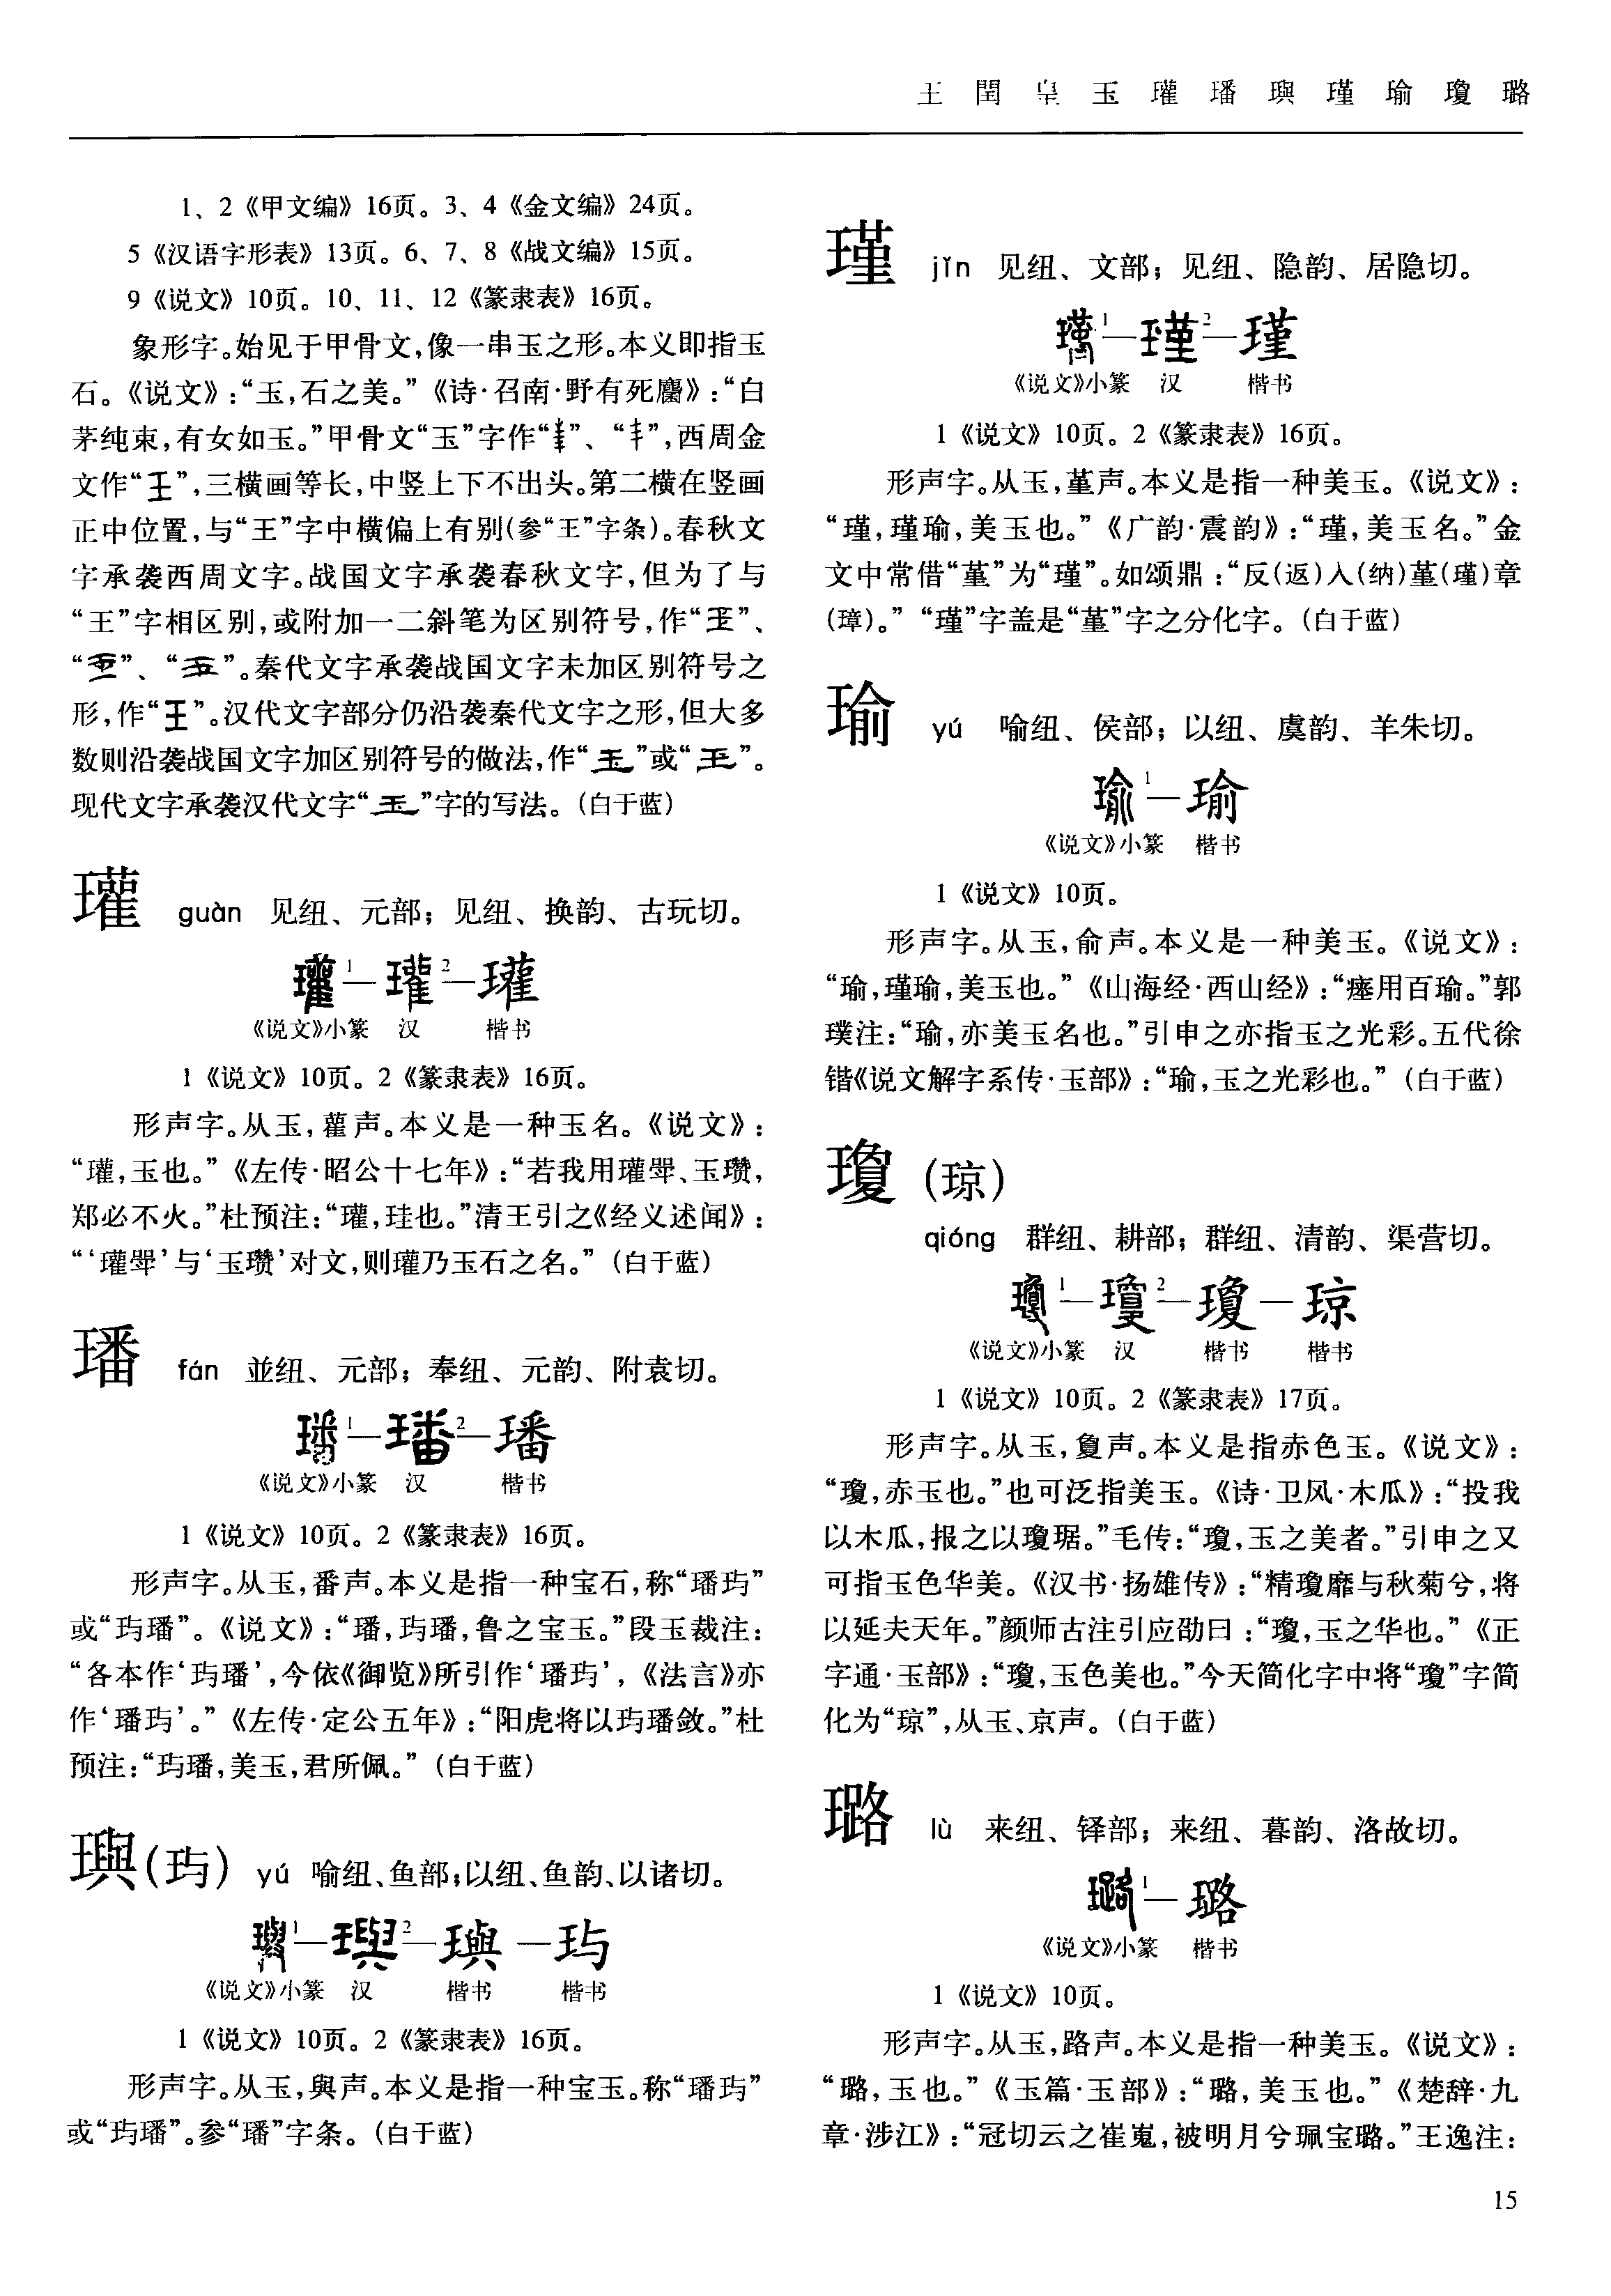 王 閏 皇 玉 瓘 璠 璵 瑾 瑜 瓊 璐
1、2《甲文编》16页。3、4《金文编》24页。
5《汉语字形表》13页。6、7、8《战文编》15页。
9《说文》10页。10、11、12《篆隶表》16页。
象形字。始见于甲骨文,像一串玉之形。本义即指玉
石。《说文》:“玉,石之美。”《诗·召南·野有死麕》:“白
茅纯束,有女如玉。”甲骨文“玉”字作“”、“”,西周金
文作“王”,三横画等长,中竖上下不出头。第二横在竖画
正中位置,与“王”字中横偏上有别(参“王”字条)。春秋文
字承袭西周文字。战国文字承袭春秋文字,但为了与
“王”字相区别,或附加一二斜笔为区别符号,作“”、
“”、“”。秦代文字承袭战国文字未加区别符号之
形,作“王”。汉代文字部分仍沿袭秦代文字之形,但大多
数则沿袭战国文字加区别符号的做法,作“玉”或“”。
现代文字承袭汉代文字“玉”字的写法。(白于蓝)
瓘 guàn 见纽、元部;见纽、换韵、古玩切。
瓘1—瓘2—瓘
《说文》小篆 汉 楷书
1《说文》10页。2《篆隶表》16页。
形声字。从玉,雚声。本义是一种玉名。《说文》:
“瓘,玉也。”《左传·昭公十七年》:“若我用瓘斝、玉瓒,
郑必不火。”杜预注:“瓘,珪也。”清王引之《经义述闻》:
“‘瓘斝’与‘玉瓒’对文,则瓘乃玉石之名。”(白于蓝)
璠 fán 並纽、元部;奉纽、元韵、附袁切。
璠1—璠2—璠
《说文》小篆 汉 楷书
1《说文》10页。2《篆隶表》16页。
形声字。从玉,番声。本义是指一种宝石,称“璠玙”
或“玙璠”。《说文》:“璠,玙璠,鲁之宝玉。”段玉裁注:
“各本作‘玙璠’,今依《御览》所引作‘璠玙’,《法言》亦
作‘璠玙’。”《左传·定公五年》:“阳虎将以玙璠敛。”杜
预注:“玙璠,美玉,君所佩。”(白于蓝)
璵(玙) yú 喻纽、鱼部;以纽、鱼韵、以诸切。
璵1—璵2—璵—玙
《说文》小篆 汉 楷书 楷书
1《说文》10页。2《篆隶表》16页。
形声字。从玉,與声。本义是指一种宝玉。称“璠玙”
或“玙璠”。参“璠”字条。(白于蓝)
瑾 jǐn 见纽、文部;见纽、隐韵、居隐切。
瑾1—瑾2—瑾
《说文》小篆 汉 楷书
1《说文》10页。2《篆隶表》16页。
形声字。从玉,堇声。本义是指一种美玉。《说文》:
“瑾,瑾瑜,美玉也。”《广韵·震韵》:“瑾,美玉名。”金
文中常借“堇”为“瑾”。如颂鼎:“反(返)入(纳)堇(瑾)章
(璋)。”“瑾”字盖是“堇”字之分化字。(白于蓝)
瑜 yú 喻纽、侯部;以纽、虞韵、羊朱切。
瑜1—瑜
《说文》小篆 楷书
1《说文》10页。
形声字。从玉,俞声。本义是一种美玉。《说文》:
“瑜,瑾瑜,美玉也。”《山海经·西山经》:“瘗用百瑜。”郭
璞注:“瑜,亦美玉名也。”引申之亦指玉之光彩。五代徐
锴《说文解字系传·玉部》:“瑜,玉之光彩也。”(白于蓝)
瓊(琼)
qióng 群纽、耕部;群纽、清韵、渠营切。
瓊1—瓊2—瓊—琼
《说文》小篆 汉 楷书 楷书
1《说文》10页。2《篆隶表》17页。
形声字。从玉,敻声。本义是指赤色玉。《说文》:
“瓊,赤玉也。”也可泛指美玉。《诗·卫风·木瓜》:“投我
以木瓜,报之以瓊琚。”毛传:“瓊,玉之美者。”引申之又
可指玉色华美。《汉书·扬雄传》:“精瓊靡与秋菊兮,将
以延夫天年。”颜师古注引应劭曰:“瓊,玉之华也。”《正
字通·玉部》:“瓊,玉色美也。”今天简化字中将“瓊”字简
化为“琼”,从玉、京声。(白于蓝)
璐 lù 来纽、铎部;来纽、暮韵、洛故切。
璐1—璐
《说文》小篆 楷书
1《说文》10页。
形声字。从玉,路声。本义是指一种美玉。《说文》:
“璐,玉也。”《玉篇·玉部》:“璐,美玉也。”《楚辞·九
章·涉江》:“冠切云之崔嵬,被明月兮珮宝璐。”王逸注:
15